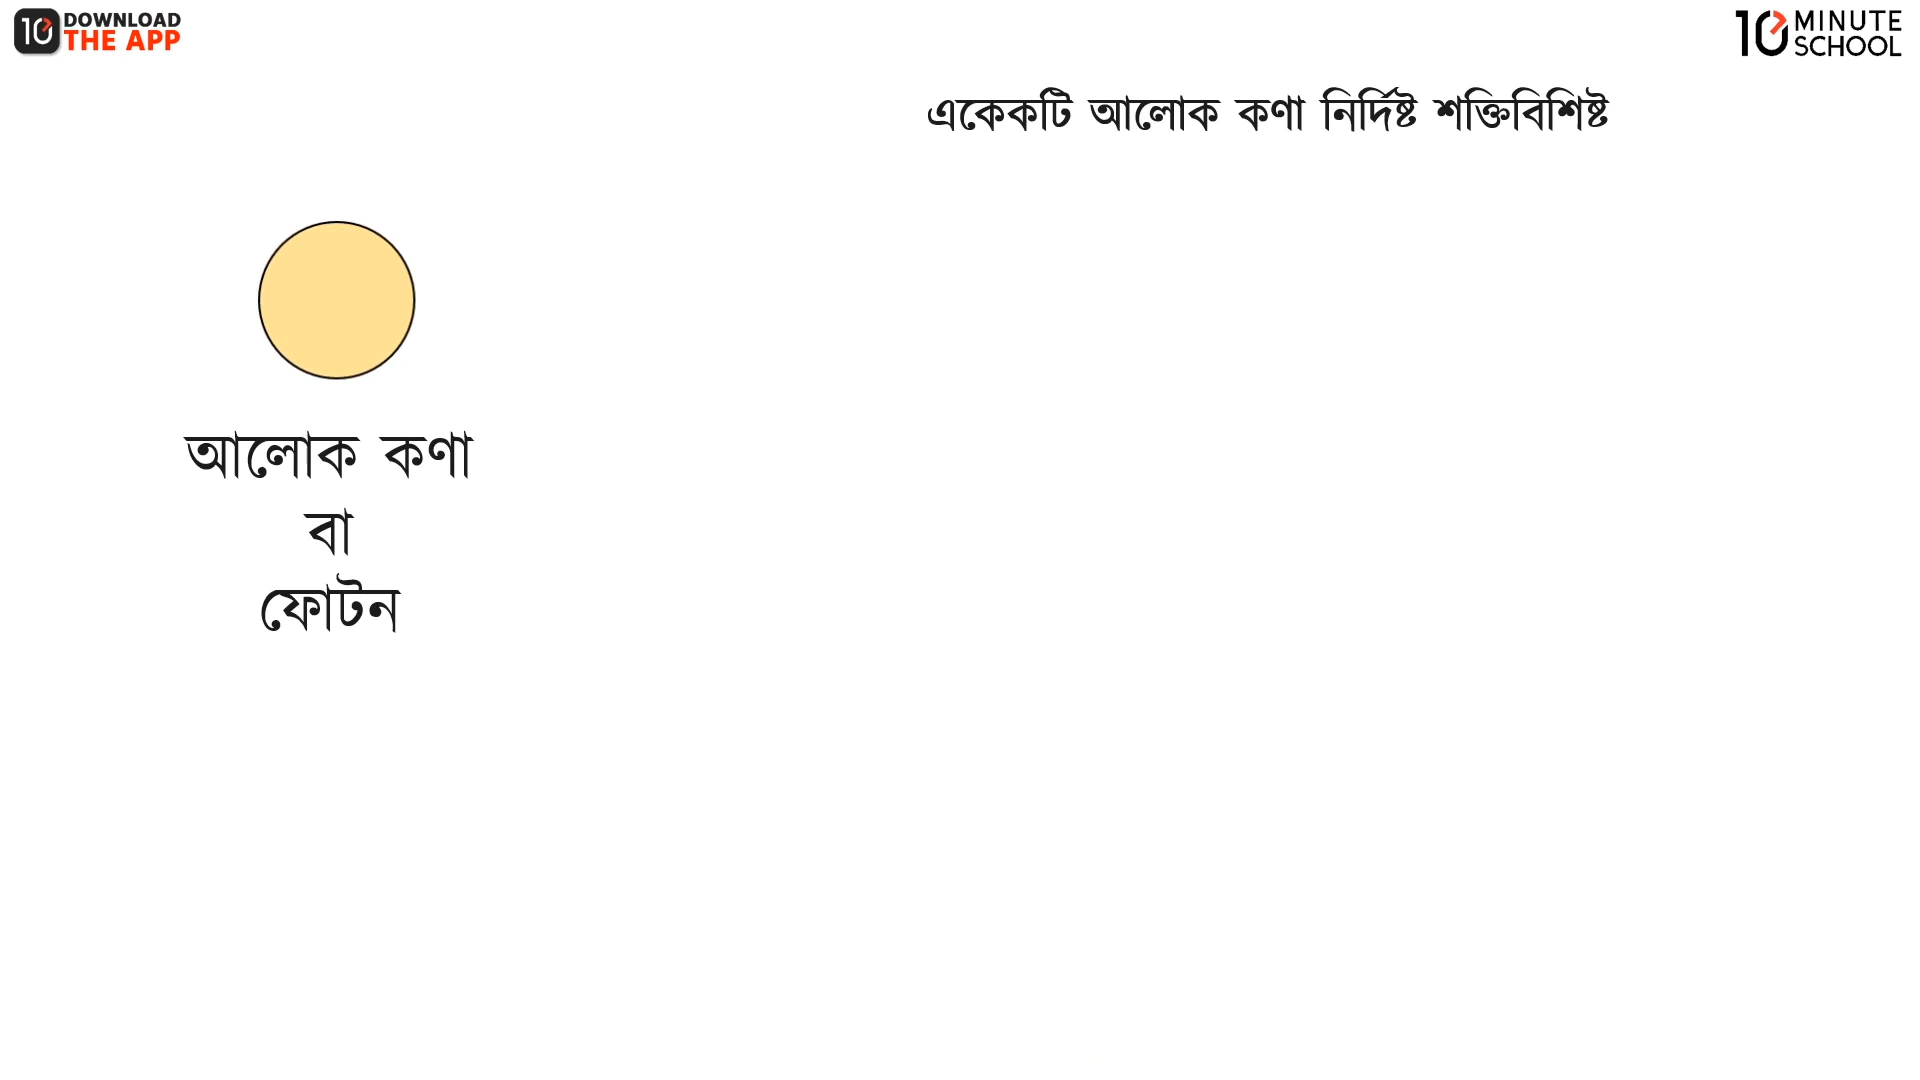 DOWNLOAD
THE APP
10 MINUTE
SCHOOL
একেকটি আলোক কণা নির্দিষ্ট শক্তিবিশিষ্ট
আলোক কণা
বা
ফোটন